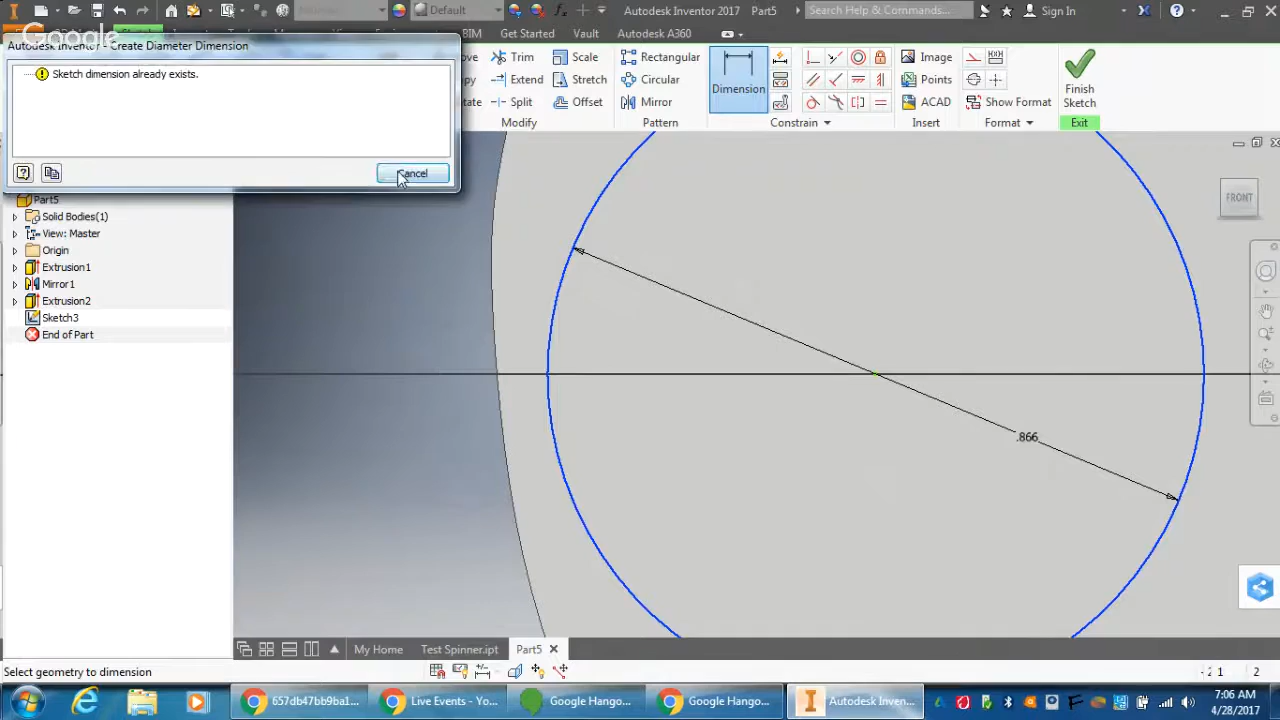 Default
Autodesk Inventor 2017 Part5
Search Help & Commands...
Sign In
Google
BIM Get Started Vault Autodesk A360
Autodesk Inventor - Create Diameter Dimension
Sketch dimension already exists.
Cancel
Trim Scale Rectangular Image
Extend Stretch Circular Points
Split Offset Mirror ACAD Show Format
Dimension
Finish
Sketch
Modify Pattern Constrain Insert Format Exit
FRONT
Part5
Solid Bodies(1)
View: Master
Origin
Extrusion1
Mirror1
Extrusion2
Sketch3
End of Part
.866
My Home Test Spinner.ipt Part5
Select geometry to dimension
1 2
657db47bb9ba1... Live Events - Yo... Google Hango... Google Hango... Autodesk Inven...
7:06 AM
4/28/2017